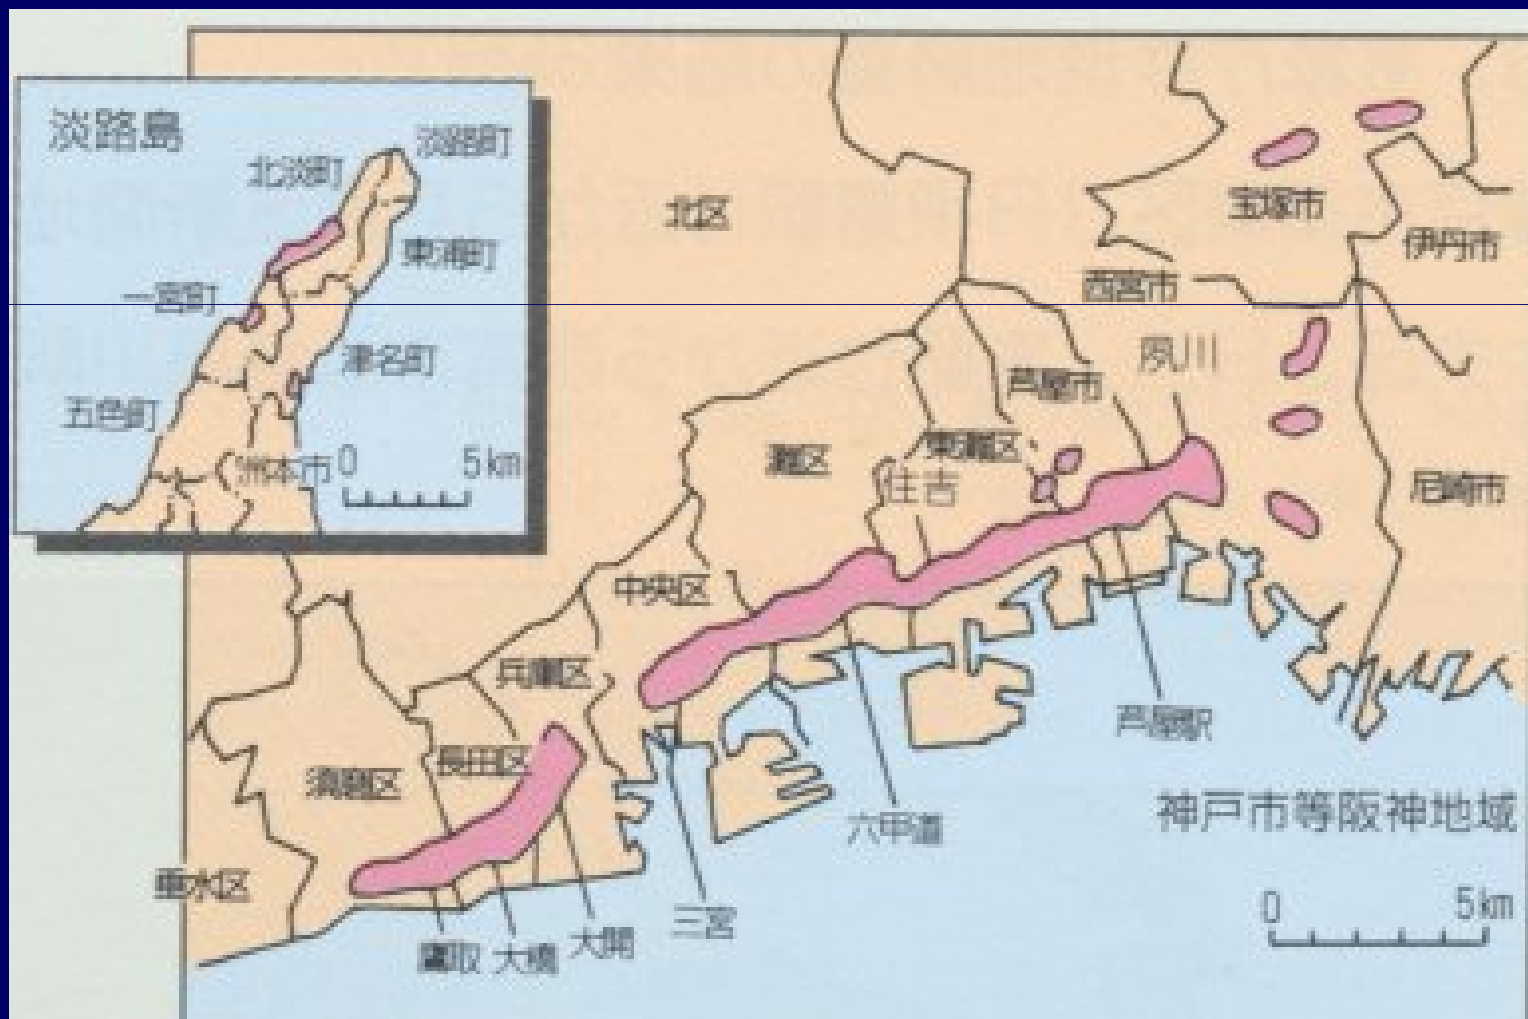 淡路島
淡路町
北淡町
東浦町
一宮町
津名町
五色町
洲本市
0 5km
北区
宝塚市
伊丹市
西宮市
夙川
芦屋市
東灘区
灘区
住吉
尼崎市
中央区
兵庫区
長田区
須磨区
垂水区
芦屋駅
六甲道
三宮
大開
大橋
鷹取
神戸市等阪神地域
0 5km